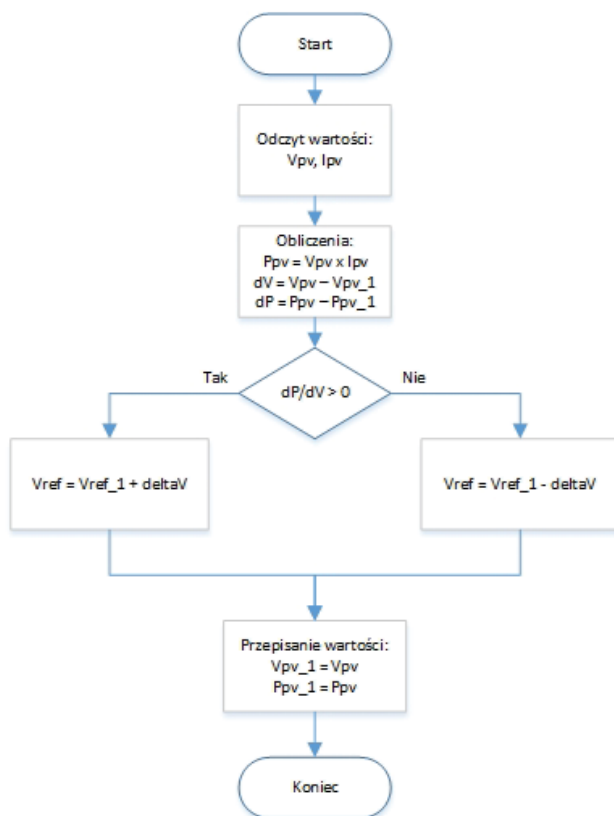 Start
Odczyt wartości:
Vpv, Ipv
Obliczenia:
Ppv = Vpv x Ipv
dV = Vpv – Vpv_1
dP = Ppv – Ppv_1
Tak
dP/dV > 0
Nie
Vref = Vref_1 + deltaV
Vref = Vref_1 - deltaV
Przepisanie wartości:
Vpv_1 = Vpv
Ppv_1 = Ppv
Koniec